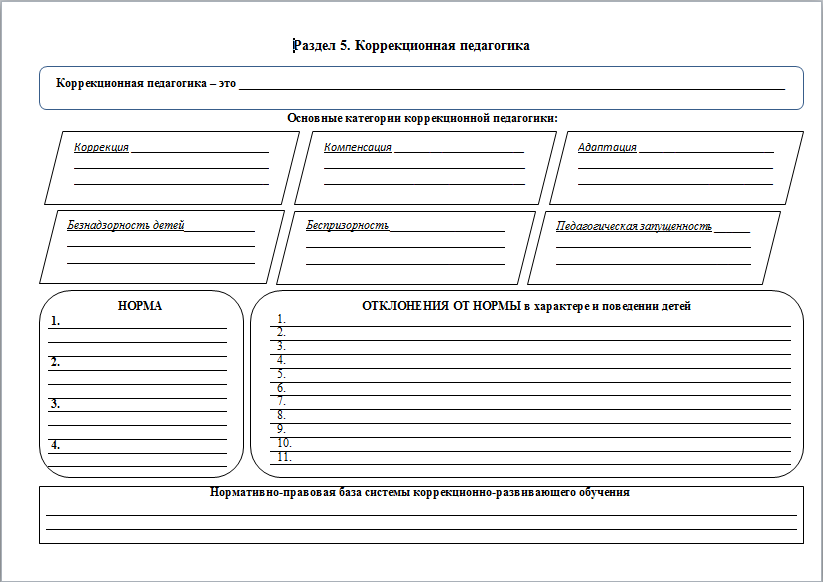 Раздел 5. Коррекционная педагогика
Коррекционная педагогика – это
Основные категории коррекционной педагогики:
Коррекция
Компенсация
Адаптация
Безнадзорность детей
Беспризорность
Педагогическая запущенность
НОРМА
1.
2.
3.
4.
ОТКЛОНЕНИЯ ОТ НОРМЫ в характере и поведении детей
1.
2.
3.
4.
5.
6.
7.
8.
9.
10.
11.
Нормативно-правовая база системы коррекционно-развивающего обучения